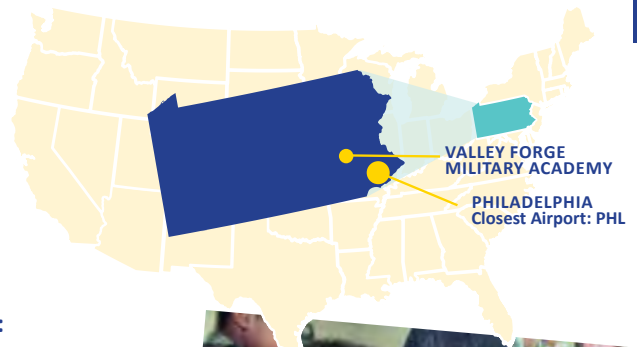 VALLEY FORGE
MILITARY ACADEMY
PHILADELPHIA
Closest Airport: PHL
: